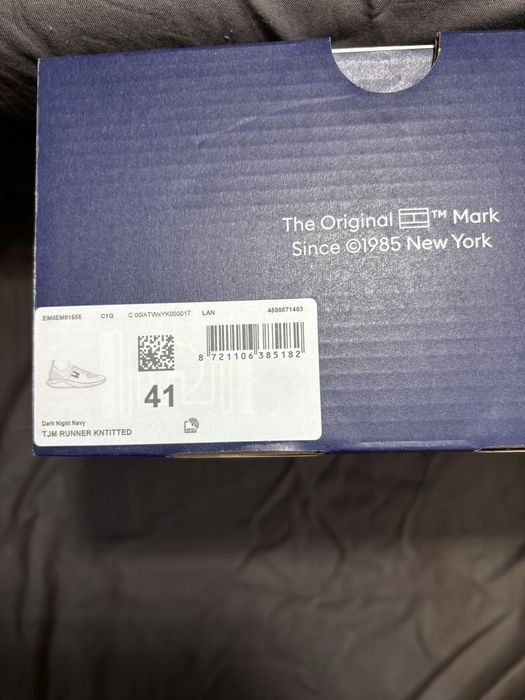 The Original ™ Mark
Since ©1985 New York
EM0EM01555 C1G C 00IATWxYK000017 LAN 4500571403
8 721106 385182
41
Dark Night Navy
TJM RUNNER KNTITTED